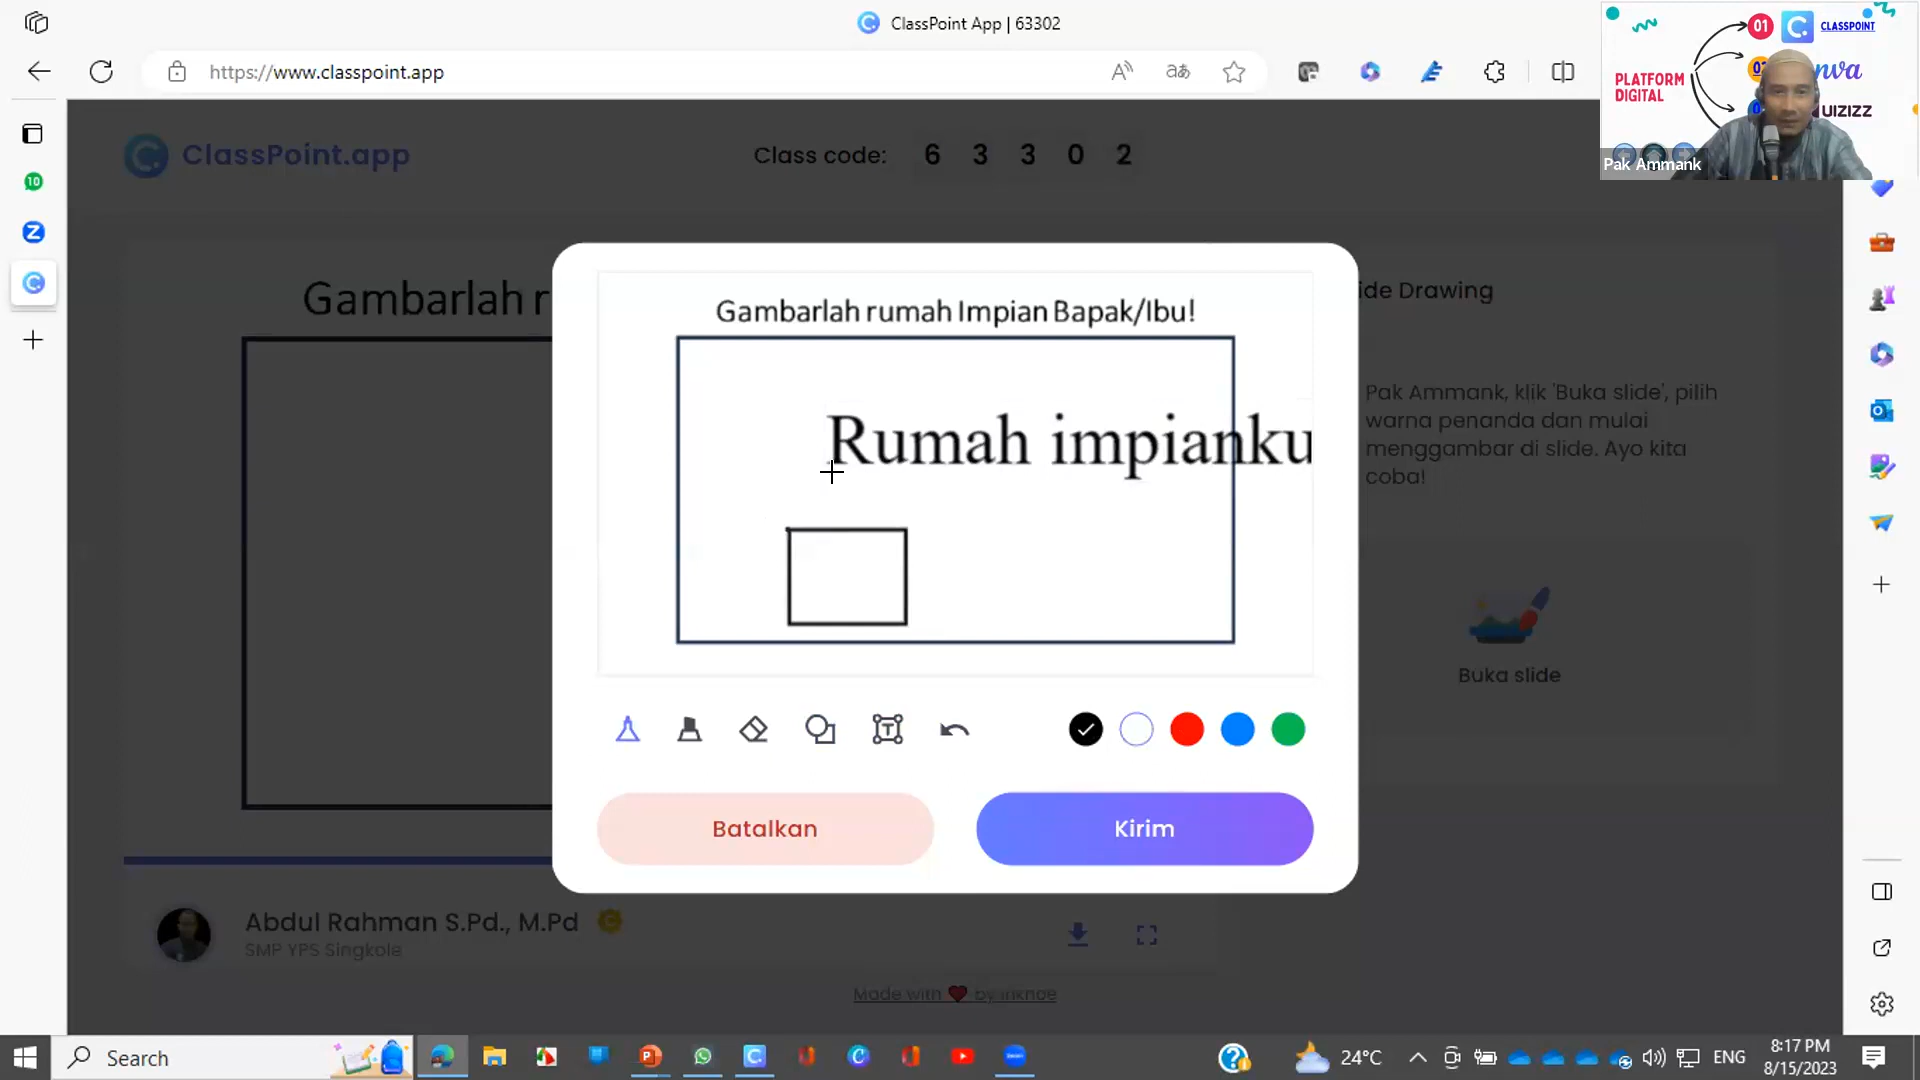 ClassPoint App | 63302
https://www.classpoint.app
01
CLASSPOINT
PLATFORM
DIGITAL
UIZIZZ
Pak Ammank
10
ClassPoint.app
Class code: 6 3 3 0 2
Gambarlah r
Gambarlah rumah Impian Bapak/Ibu!
Rumah impianku
ide Drawing
Pak Ammank, klik 'Buka slide', pilih
warna penanda dan mulai
menggambar di slide. Ayo kita
coba!
Buka slide
Batalkan
Kirim
Abdul Rahman S.Pd., M.Pd
SMP YPS Singkole
Made with ❤ by Inknoe
Search
24°C
ENG
8:17 PM
8/15/2023